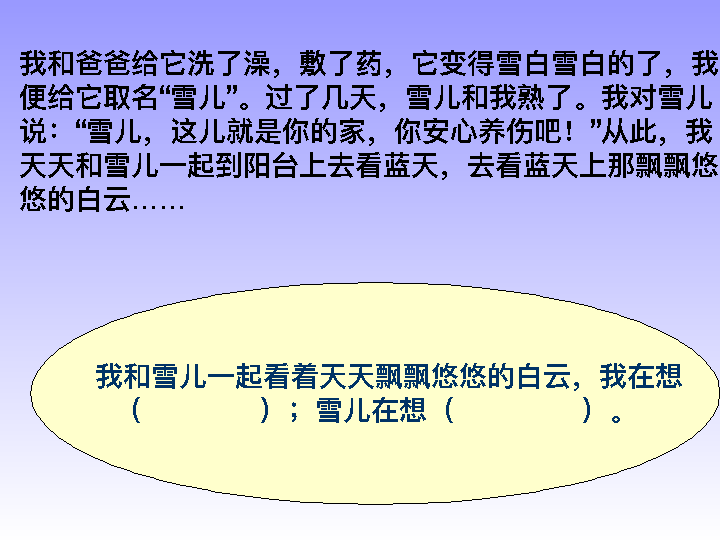 我和爸爸给它洗了澡，敷了药，它变得雪白雪白的了，我
便给它取名“雪儿”。过了几天，雪儿和我熟了。我对雪儿
说：“雪儿，这儿就是你的家，你安心养伤吧！”从此，我
天天和雪儿一起到阳台上去看蓝天，去看蓝天上那飘飘悠
悠的白云……
我和雪儿一起看着天天飘飘悠悠的白云，我在想
（　　　　）；雪儿在想（　　　　）。